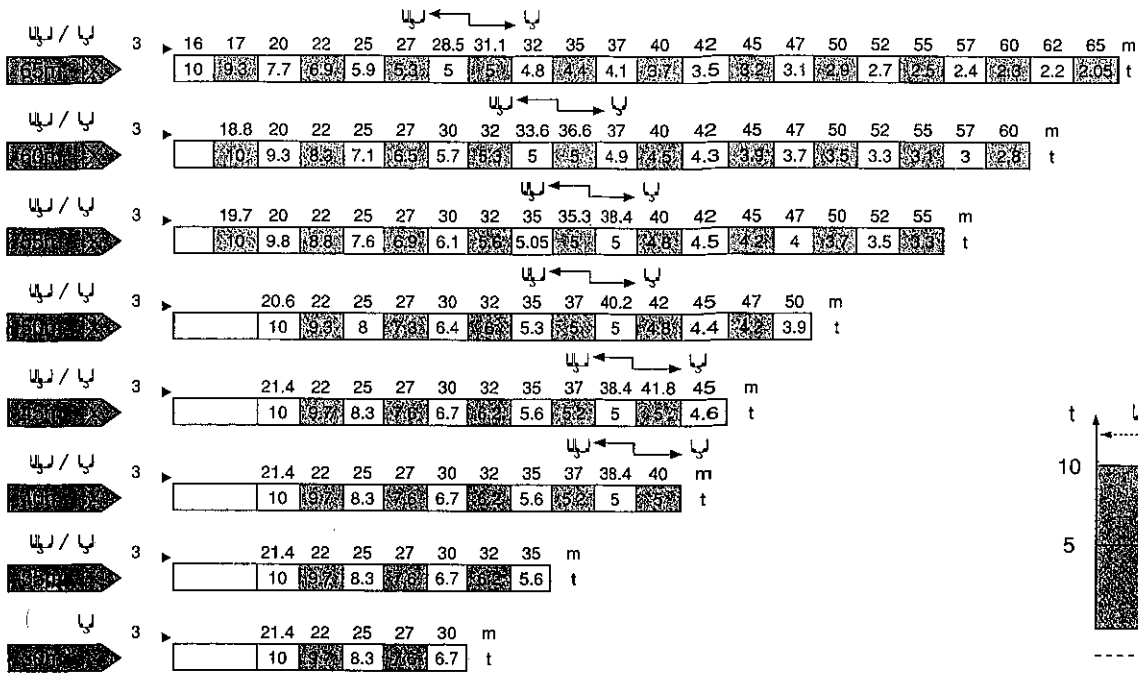 3 ► 16 17 20 22 25 27 28.5 31.1 32 35 37 40 42 45 47 50 52 55 57 60 62 65 m
65m 10 9.3 7.7 6.9 5.9 5.3 5 5 4.8 4.4 4.1 3.7 3.5 3.2 3.1 2.9 2.7 2.5 2.4 2.3 2.2 2.05 t
3 ► 18.8 20 22 25 27 30 32 33.6 36.6 37 40 42 45 47 50 52 55 57 60 m
60m 10 9.3 8.3 7.1 6.5 5.7 5.3 5 5 4.9 4.5 4.3 3.9 3.7 3.5 3.3 3.1 3 2.8 t
3 ► 19.7 20 22 25 27 30 32 35 35.3 38.4 40 42 45 47 50 52 55 m
55m 10 9.8 8.8 7.6 6.9 6.1 5.6 5.05 5 5 4.8 4.5 4.2 4 3.7 3.5 3.3 t
3 ► 20.6 22 25 27 30 32 35 37 40.2 42 45 47 50 m
50m 10 9.3 8 7.3 6.4 5.3 5 5 4.8 4.4 4.2 3.9 t
3 ► 21.4 22 25 27 30 32 35 37 38.4 41.8 45 m
10 9.7 8.3 7.6 6.7 6.2 5.6 5.2 5 5 4.6 t
3 ► 21.4 22 25 27 30 32 35 37 38.4 40 m
10 9.7 8.3 7.6 6.7 6.2 5.6 5.2 5 5 t
3 ► 21.4 22 25 27 30 32 35 m
10 9.7 8.3 7.6 6.7 6.2 5.6 t
3 ► 21.4 22 25 27 30 m
10 9.7 8.3 7.6 6.7 t
t
10
5